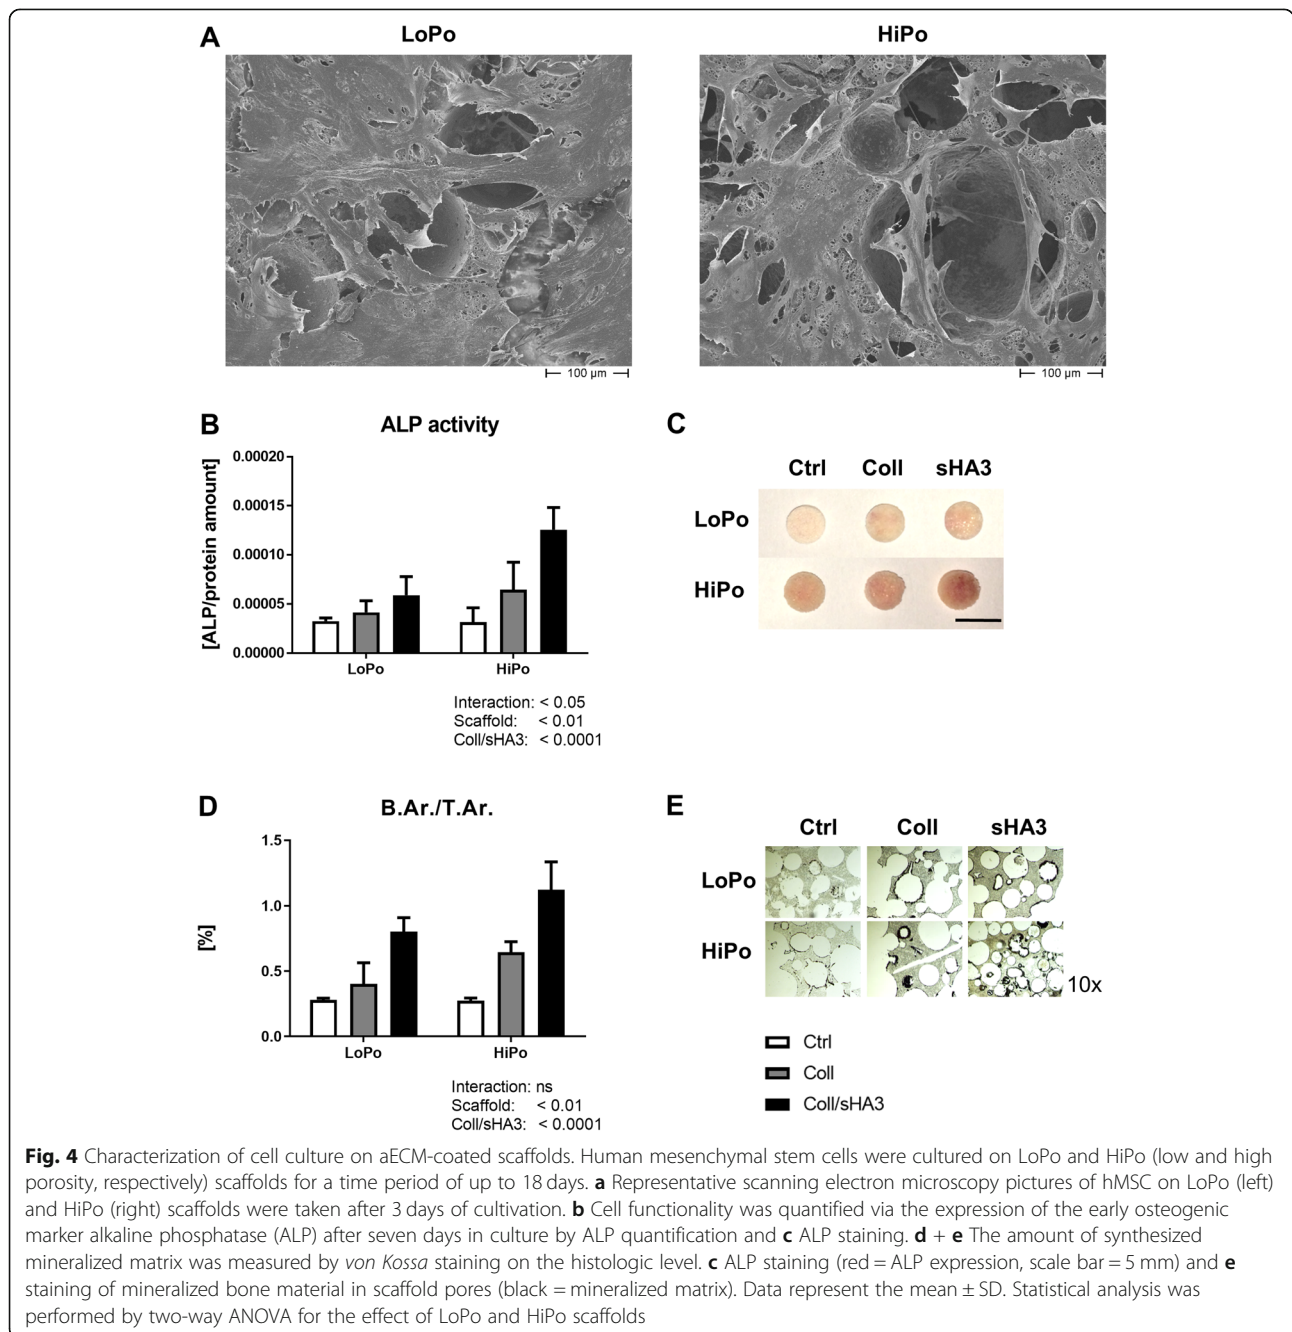 A
LoPo
HiPo
100 µm
100 µm
B
ALP activity
[ALP/protein amount]
0.00020
0.00015
0.00010
0.00005
0.00000
LoPo
HiPo
Interaction: < 0.05
Scaffold: < 0.01
Coll/sHA3: < 0.0001
C
Ctrl Coll sHA3
LoPo
HiPo
D
B.Ar./T.Ar.
[%]
1.5
1.0
0.5
0.0
LoPo
HiPo
Interaction: ns
Scaffold: < 0.01
Coll/sHA3: < 0.0001
E
Ctrl Coll sHA3
LoPo
HiPo
10x
Ctrl
Coll
Coll/sHA3
Fig. 4 Characterization of cell culture on aECM-coated scaffolds. Human mesenchymal stem cells were cultured on LoPo and HiPo (low and high
porosity, respectively) scaffolds for a time period of up to 18 days. a Representative scanning electron microscopy pictures of hMSC on LoPo (left)
and HiPo (right) scaffolds were taken after 3 days of cultivation. b Cell functionality was quantified via the expression of the early osteogenic
marker alkaline phosphatase (ALP) after seven days in culture by ALP quantification and c ALP staining. d + e The amount of synthesized
mineralized matrix was measured by von Kossa staining on the histologic level. c ALP staining (red = ALP expression, scale bar = 5 mm) and e
staining of mineralized bone material in scaffold pores (black = mineralized matrix). Data represent the mean ± SD. Statistical analysis was
performed by two-way ANOVA for the effect of LoPo and HiPo scaffolds